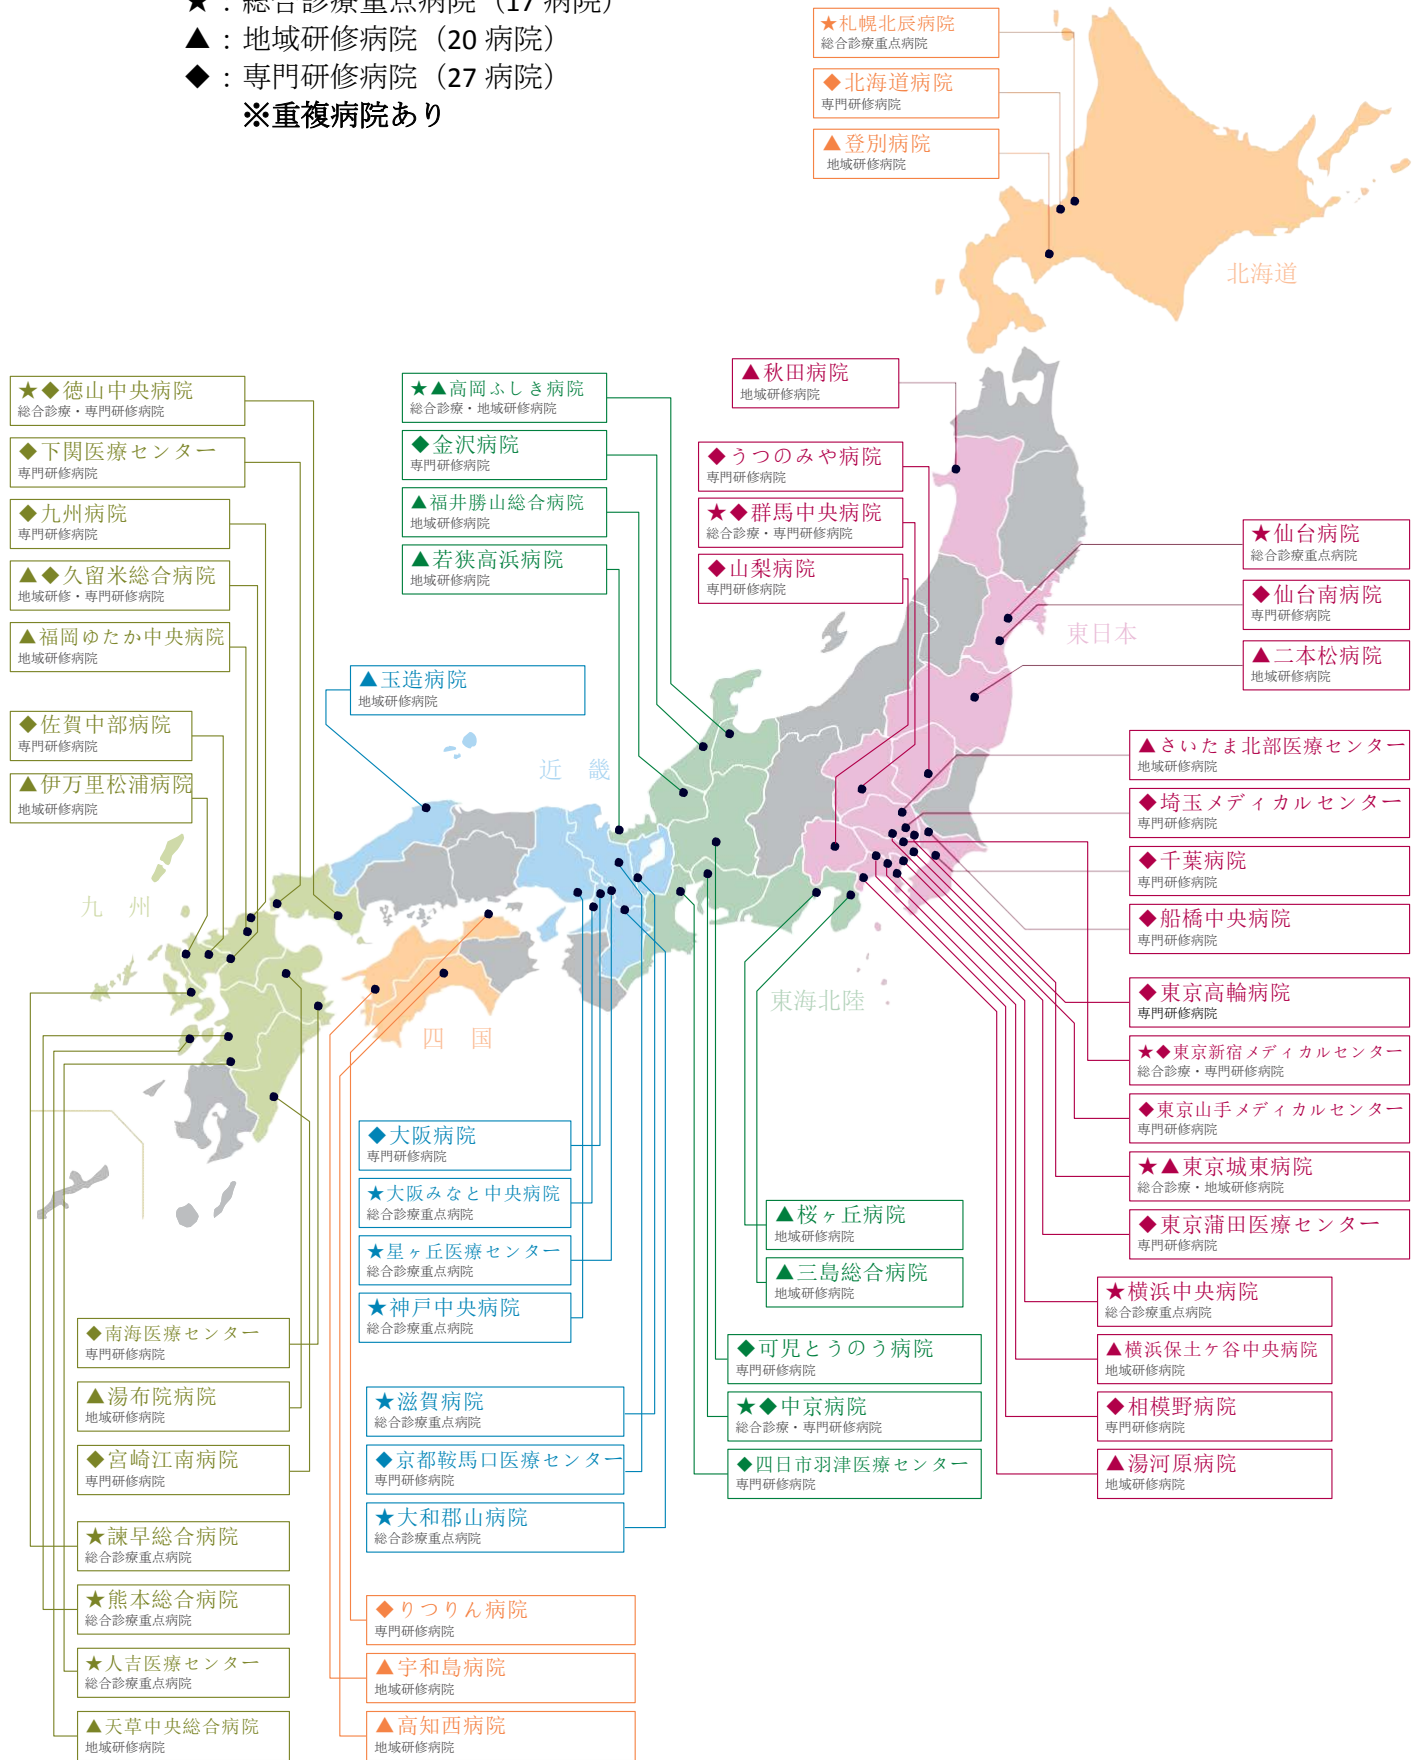 ★：総合診療重点病院（17 病院）
▲：地域研修病院（20 病院）
◆：専門研修病院（27 病院）
※重複病院あり
★札幌北辰病院
総合診療重点病院
◆北海道病院
専門研修病院
▲登別病院
地域研修病院
北海道
★◆徳山中央病院
総合診療・専門研修病院
◆下関医療センター
専門研修病院
◆九州病院
専門研修病院
▲◆久留米総合病院
地域研修・専門研修病院
▲福岡ゆたか中央病院
地域研修病院
◆佐賀中部病院
専門研修病院
▲伊万里松浦病院
地域研修病院
九 州
★▲高岡ふしき病院
総合診療・地域研修病院
◆金沢病院
専門研修病院
▲福井勝山総合病院
地域研修病院
▲若狭高浜病院
地域研修病院
▲玉造病院
地域研修病院
近 畿
▲秋田病院
地域研修病院
◆うつのみや病院
専門研修病院
★◆群馬中央病院
総合診療・専門研修病院
◆山梨病院
専門研修病院
★仙台病院
総合診療重点病院
◆仙台南病院
専門研修病院
▲二本松病院
地域研修病院
東日本
▲さいたま北部医療センター
地域研修病院
◆埼玉メディカルセンター
専門研修病院
◆千葉病院
専門研修病院
◆船橋中央病院
専門研修病院
◆東京高輪病院
専門研修病院
★◆東京新宿メディカルセンター
総合診療・専門研修病院
◆東京山手メディカルセンター
専門研修病院
★▲東京城東病院
総合診療・地域研修病院
◆東京蒲田医療センター
専門研修病院
★横浜中央病院
総合診療重点病院
▲横浜保土ケ谷中央病院
地域研修病院
◆相模野病院
専門研修病院
▲湯河原病院
地域研修病院
東海北陸
四 国
▲桜ヶ丘病院
地域研修病院
▲三島総合病院
地域研修病院
◆可児とうのう病院
専門研修病院
★◆中京病院
総合診療・専門研修病院
◆四日市羽津医療センター
専門研修病院
◆大阪病院
専門研修病院
★大阪みなと中央病院
総合診療重点病院
★星ヶ丘医療センター
総合診療重点病院
★神戸中央病院
総合診療重点病院
★滋賀病院
総合診療重点病院
◆京都鞍馬口医療センター
専門研修病院
★大和郡山病院
総合診療重点病院
◆りつりん病院
専門研修病院
▲宇和島病院
地域研修病院
▲高知西病院
地域研修病院
◆南海医療センター
専門研修病院
▲湯布院病院
地域研修病院
◆宮崎江南病院
専門研修病院
★諫早総合病院
総合診療重点病院
★熊本総合病院
総合診療重点病院
★人吉医療センター
総合診療重点病院
▲天草中央総合病院
地域研修病院